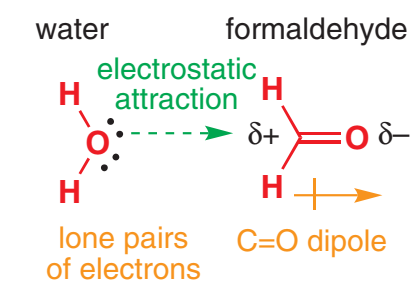 water
formaldehyde
electrostatic
attraction
H
O
H
H
δ+
O
δ–
H
lone pairs
of electrons
C=O dipole